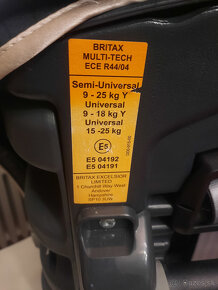 BRITAX
MULTI-TECH
ECE R44/04
Semi-Universal
9 - 25 kg Y
Universal
9 - 18 kg Y
Universal
15 -25 kg
E5
E5 04192
E5 04191
BRITAX EXCELSIOR
LIMITED
1 Churchill Way West
Andover
Hampshire
SP10 3UW